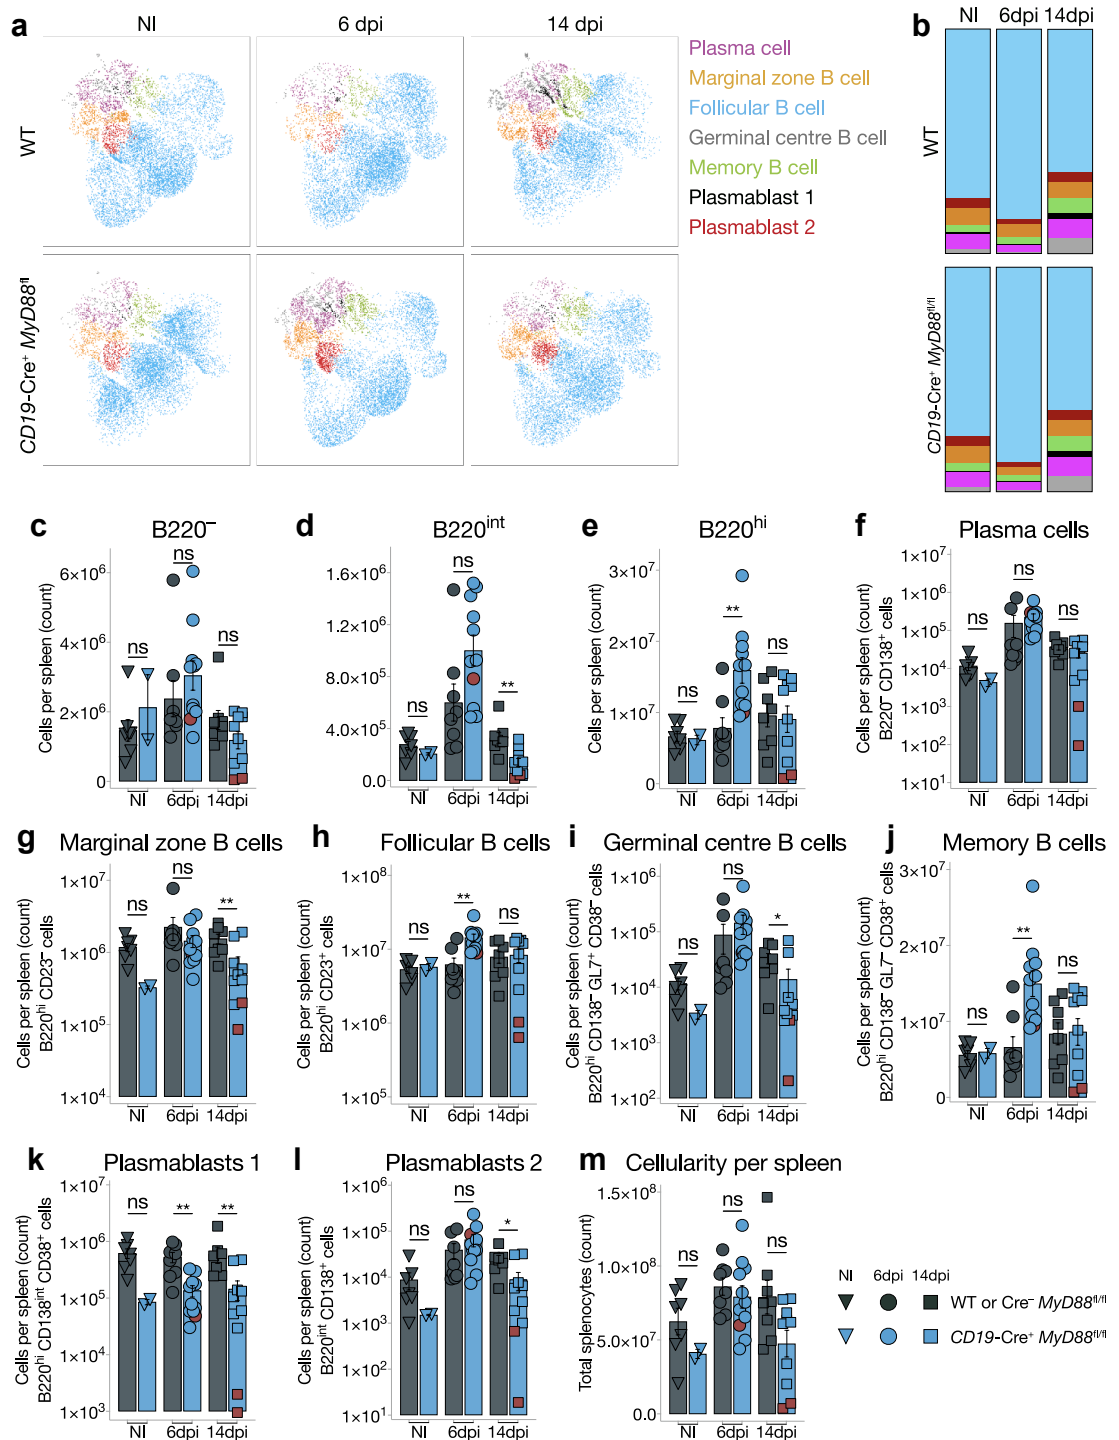 a
NI
6 dpi
14 dpi
WT
CD19-Cre⁺ MyD88ᶠˡ
Plasma cell
Marginal zone B cell
Follicular B cell
Germinal centre B cell
Memory B cell
Plasmablast 1
Plasmablast 2
b
NI 6dpi 14dpi
WT
CD19-Cre⁺ MyD88ᶠˡ/ᶠˡ
c
B220⁻
Cells per spleen (count)
6×10⁶
4×10⁶
2×10⁶
0
ns
ns
ns
NI 6dpi 14dpi
d
B220ⁱⁿᵗ
1.6×10⁶
1.2×10⁶
8.0×10⁵
4.0×10⁵
0.0
ns
ns
**
NI 6dpi 14dpi
e
B220ʰⁱ
Cells per spleen (count)
3×10⁷
2×10⁷
1×10⁷
0
ns
**
ns
NI 6dpi 14dpi
f
Plasma cells
Cells per spleen (count)
B220⁻ CD138⁺ cells
1×10⁷
1×10⁶
1×10⁵
1×10⁴
1×10³
1×10²
1×10¹
ns
ns
ns
NI 6dpi 14dpi
g
Marginal zone B cells
Cells per spleen (count)
B220ʰⁱ CD23⁻ cells
1×10⁷
1×10⁶
1×10⁵
1×10⁴
ns
ns
**
NI 6dpi 14dpi
h
Follicular B cells
Cells per spleen (count)
B220ʰⁱ CD23⁺ cells
1×10⁸
1×10⁷
1×10⁶
1×10⁵
ns
**
ns
NI 6dpi 14dpi
i
Germinal centre B cells
Cells per spleen (count)
B220ʰⁱ CD138⁻ GL7⁺ CD38⁻ cells
1×10⁶
1×10⁵
1×10⁴
1×10³
1×10²
ns
ns
*
NI 6dpi 14dpi
j
Memory B cells
Cells per spleen (count)
B220ʰⁱ CD138⁻ GL7⁻ CD38⁺ cells
3×10⁷
2×10⁷
1×10⁷
0
ns
**
ns
NI 6dpi 14dpi
k
Plasmablasts 1
Cells per spleen (count)
B220ʰⁱ CD138ⁱⁿᵗ CD38⁺ cells
1×10⁷
1×10⁶
1×10⁵
1×10⁴
1×10³
ns
**
**
NI 6dpi 14dpi
l
Plasmablasts 2
Cells per spleen (count)
B220ⁱⁿᵗ CD138⁺ cells
1×10⁶
1×10⁵
1×10⁴
1×10³
1×10²
1×10¹
ns
ns
*
NI 6dpi 14dpi
m
Cellularity per spleen
Total splenocytes (count)
1.5×10⁸
1.0×10⁸
5.0×10⁷
0.0
ns
ns
ns
NI 6dpi 14dpi
NI 6dpi 14dpi
WT or Cre⁻ MyD88ᶠˡ/ᶠˡ
CD19-Cre⁺ MyD88ᶠˡ/ᶠˡ